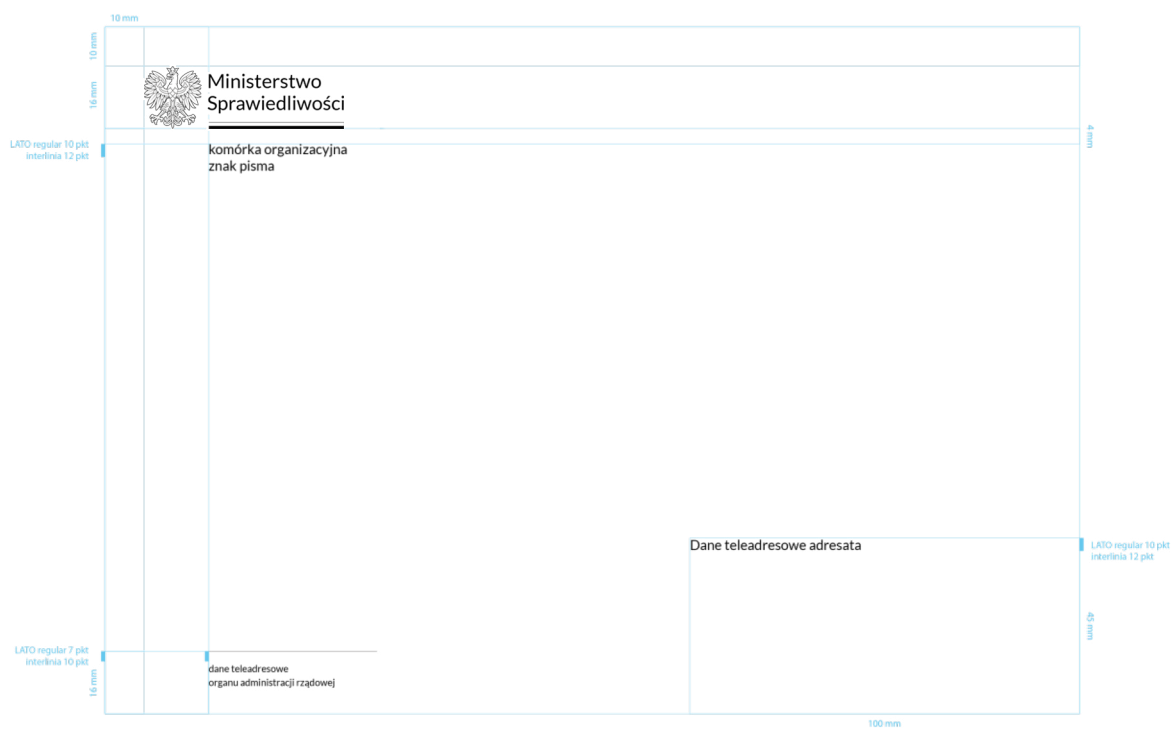 10 mm
10 mm
16 mm
Ministerstwo
Sprawiedliwości
4 mm
LATO regular 10 pkt
interlinia 12 pkt
komórka organizacyjna
znak pisma
Dane teleadresowe adresata
LATO regular 10 pkt
interlinia 12 pkt
45 mm
LATO regular 7 pkt
interlinia 10 pkt
16 mm
dane teleadresowe
organu administracji rządowej
100 mm